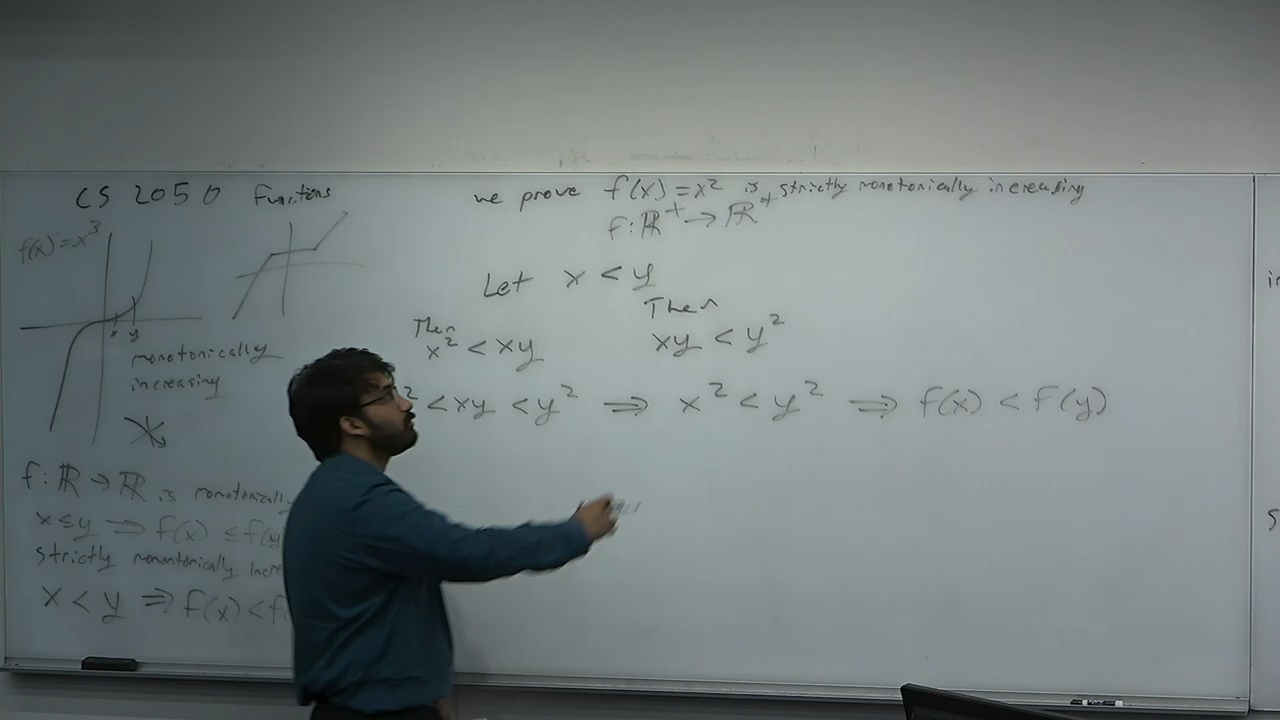 CS 2050 Functions
f(x) = x³
x y
monotonically
increasing
f: ℝ → ℝ is monotonically
x ≤ y ⇒ f(x) ≤ f(y
Strictly monontonically Incre
x < y ⇒ f(x) < f
we prove f(x) = x² is strictly monotonically increasing
f: ℝ⁺ → ℝ⁺
Let x < y
Then
x² < xy
Then
xy < y²
² < xy < y² ⇒ x² < y² ⇒ f(x) < f(y)